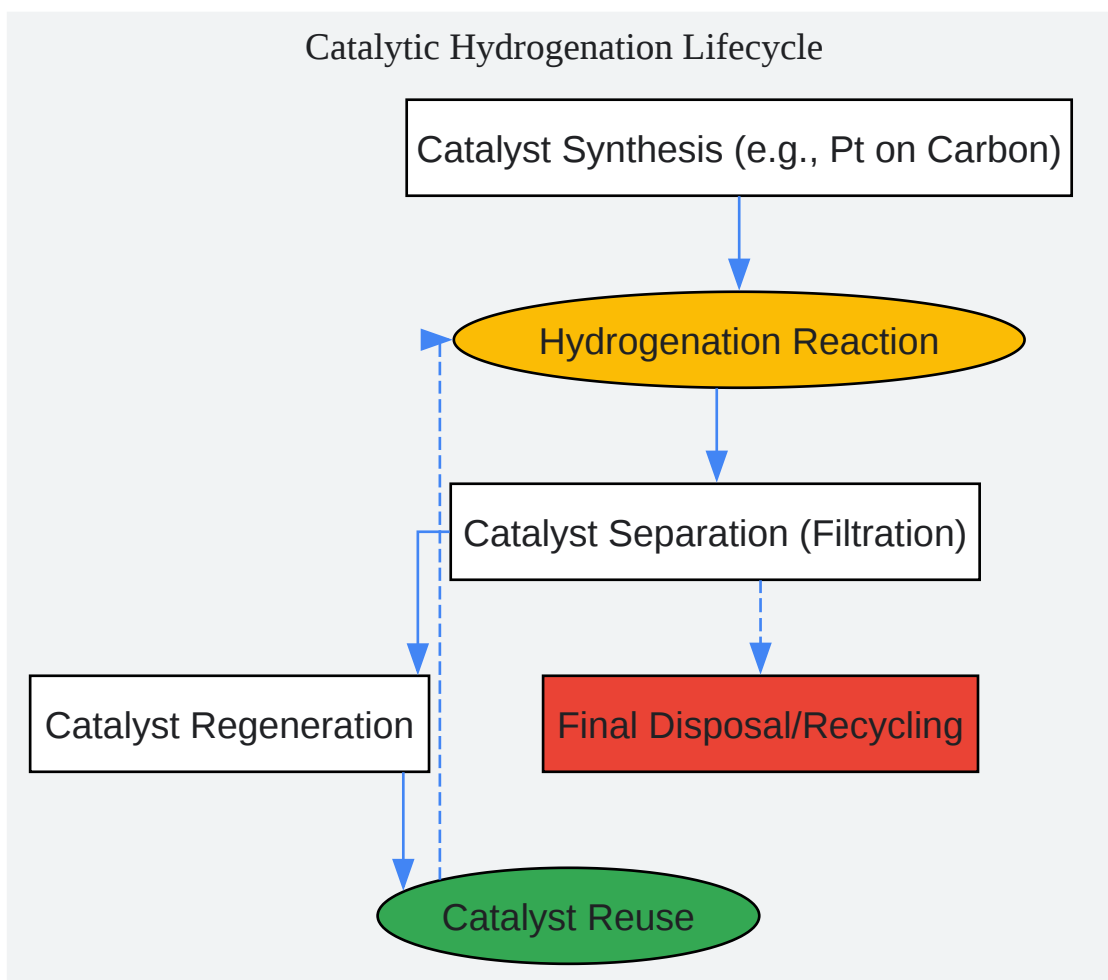 Catalytic Hydrogenation Lifecycle
Catalyst Synthesis (e.g., Pt on Carbon)
Hydrogenation Reaction
Catalyst Separation (Filtration)
Catalyst Regeneration
Final Disposal/Recycling
Catalyst Reuse